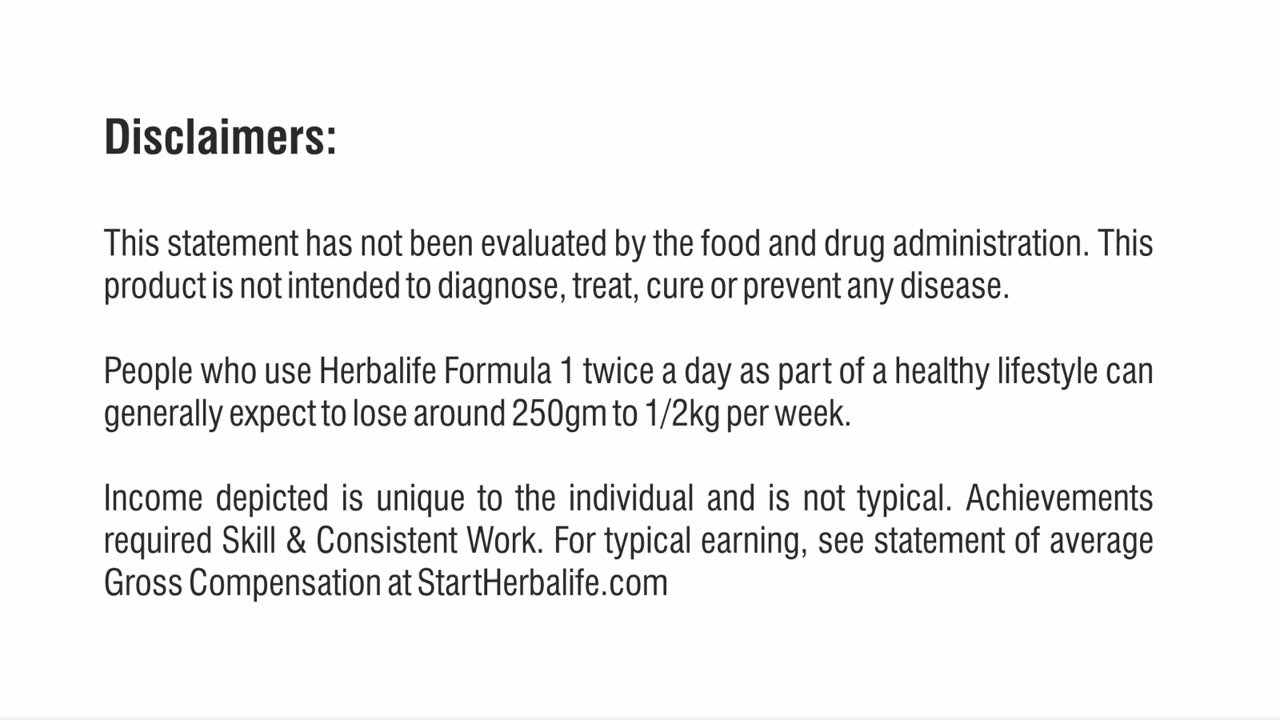 Disclaimers:
This statement has not been evaluated by the food and drug administration. This
product is not intended to diagnose, treat, cure or prevent any disease.
People who use Herbalife Formula 1 twice a day as part of a healthy lifestyle can
generally expect to lose around 250gm to 1/2kg per week.
Income depicted is unique to the individual and is not typical. Achievements
required Skill & Consistent Work. For typical earning, see statement of average
Gross Compensation at StartHerbalife.com